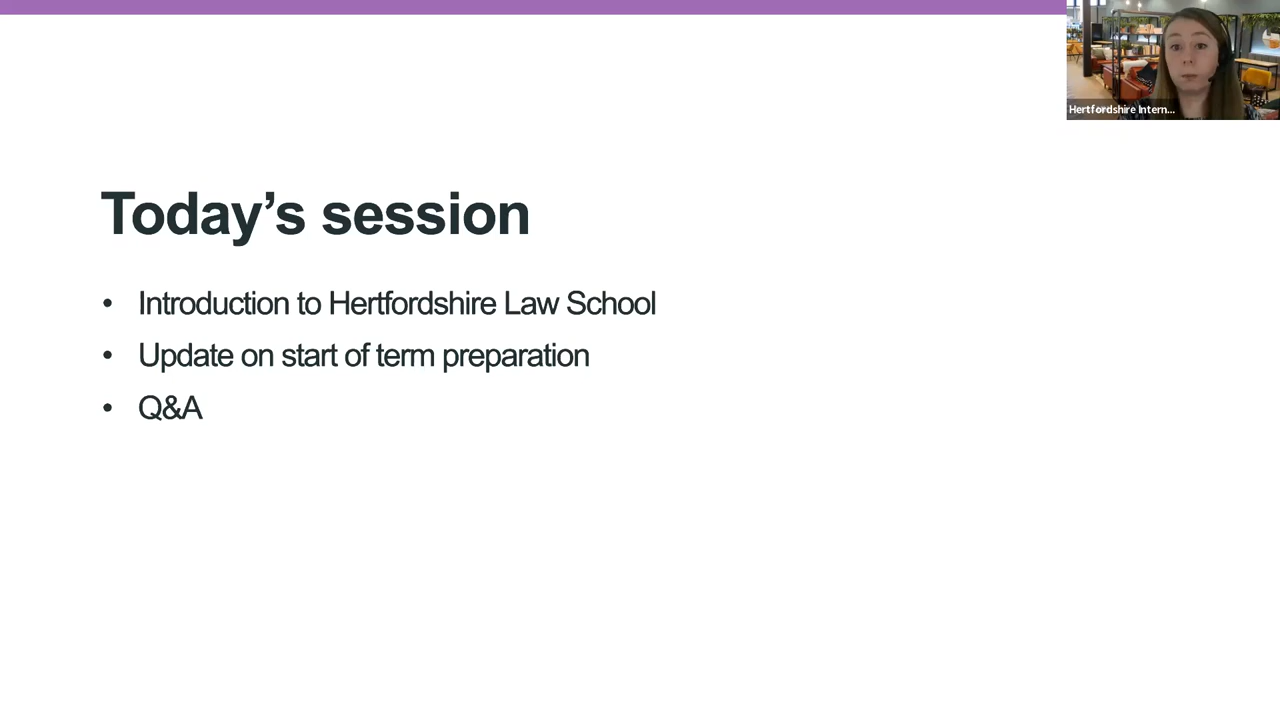 Hertfordshire Intern...
Today’s session
• Introduction to Hertfordshire Law School
• Update on start of term preparation
• Q&A